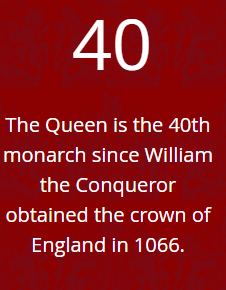 40
The Queen is the 40th
monarch since William
the Conqueror
obtained the crown of
England in 1066.